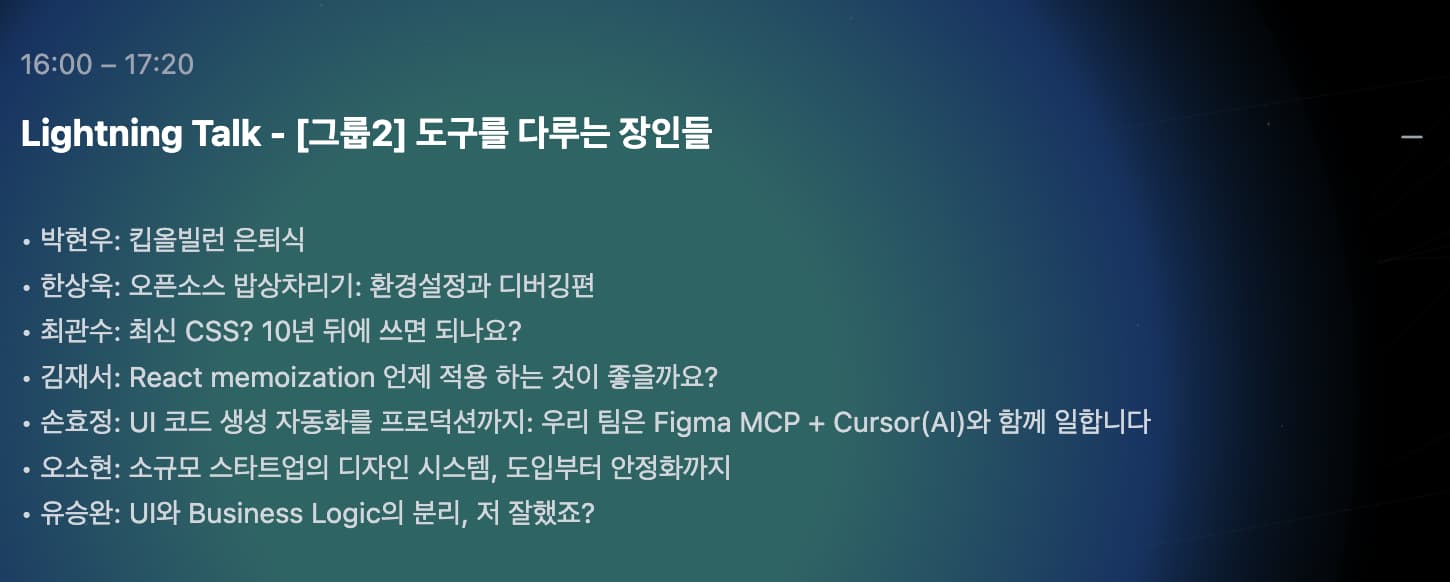 16:00 – 17:20
Lightning Talk - [그룹2] 도구를 다루는 장인들
• 박현우: 킵올빌런 은퇴식
• 한상욱: 오픈소스 밥상차리기: 환경설정과 디버깅편
• 최관수: 최신 CSS? 10년 뒤에 쓰면 되나요?
• 김재서: React memoization 언제 적용 하는 것이 좋을까요?
• 손효정: UI 코드 생성 자동화를 프로덕션까지: 우리 팀은 Figma MCP + Cursor(AI)와 함께 일합니다
• 오소현: 소규모 스타트업의 디자인 시스템, 도입부터 안정화까지
• 유승완: UI와 Business Logic의 분리, 저 잘했죠?